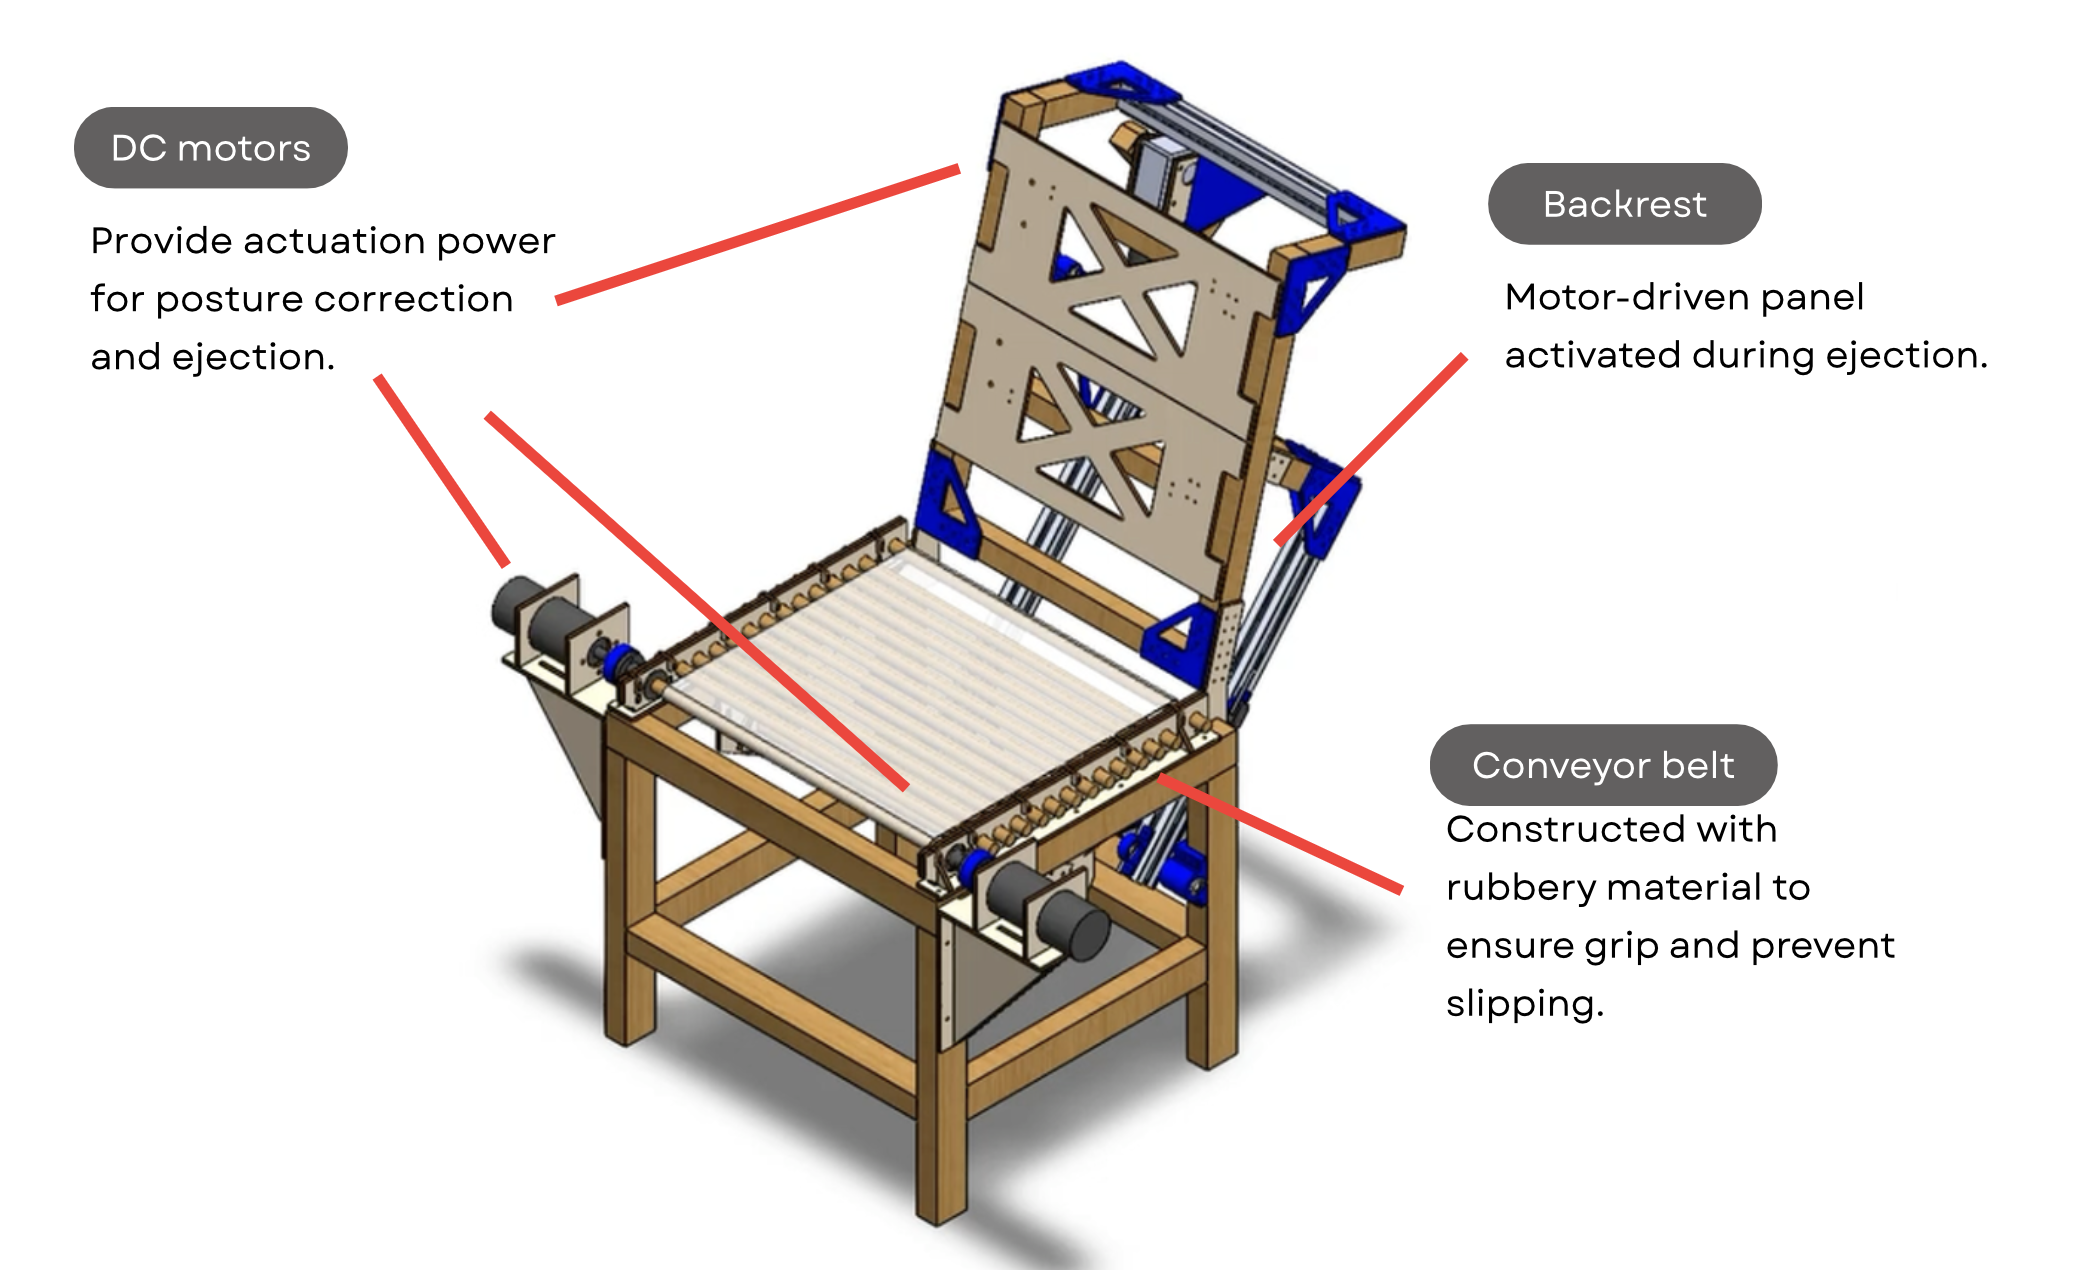 DC motors
Provide actuation power
for posture correction
and ejection.
Backrest
Motor-driven panel
activated during ejection.
Conveyor belt
Constructed with
rubbery material to
ensure grip and prevent
slipping.